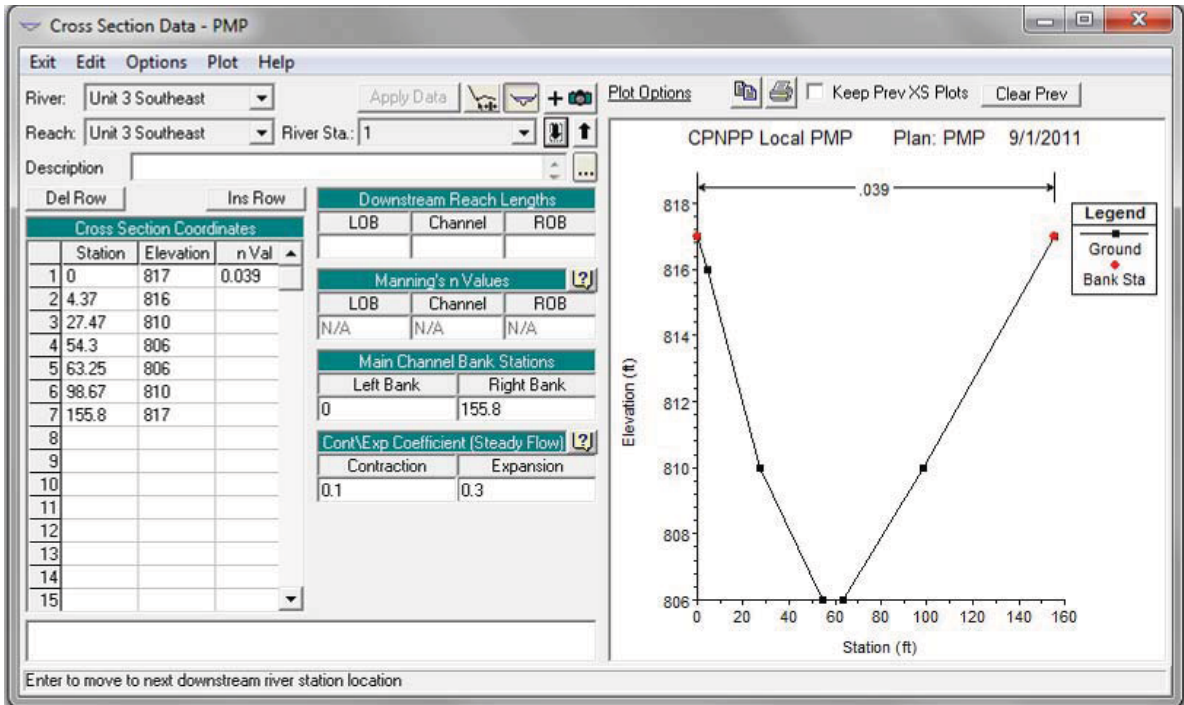 Cross Section Data - PMP
Exit Edit Options Plot Help
River: Unit 3 Southeast
Apply Data
Reach: Unit 3 Southeast
River Sta.: 1
Description
Del Row
Ins Row
Cross Section Coordinates
Station Elevation n Val
1 0 817 0.039
2 4.37 816
3 27.47 810
4 54.3 806
5 63.25 806
6 98.67 810
7 155.8 817
8
9
10
11
12
13
14
15
Downstream Reach Lengths
LOB Channel ROB
Manning's n Values
LOB Channel ROB
N/A N/A N/A
Main Channel Bank Stations
Left Bank Right Bank
0 155.8
Cont\Exp Coefficient (Steady Flow)
Contraction Expansion
0.1 0.3
Enter to move to next downstream river station location
Plot Options
Keep Prev XS Plots
Clear Prev
CPNPP Local PMP Plan: PMP 9/1/2011
.039
Legend
Ground
Bank Sta
Elevation (ft)
818
816
814
812
810
808
806
0 20 40 60 80 100 120 140 160
Station (ft)